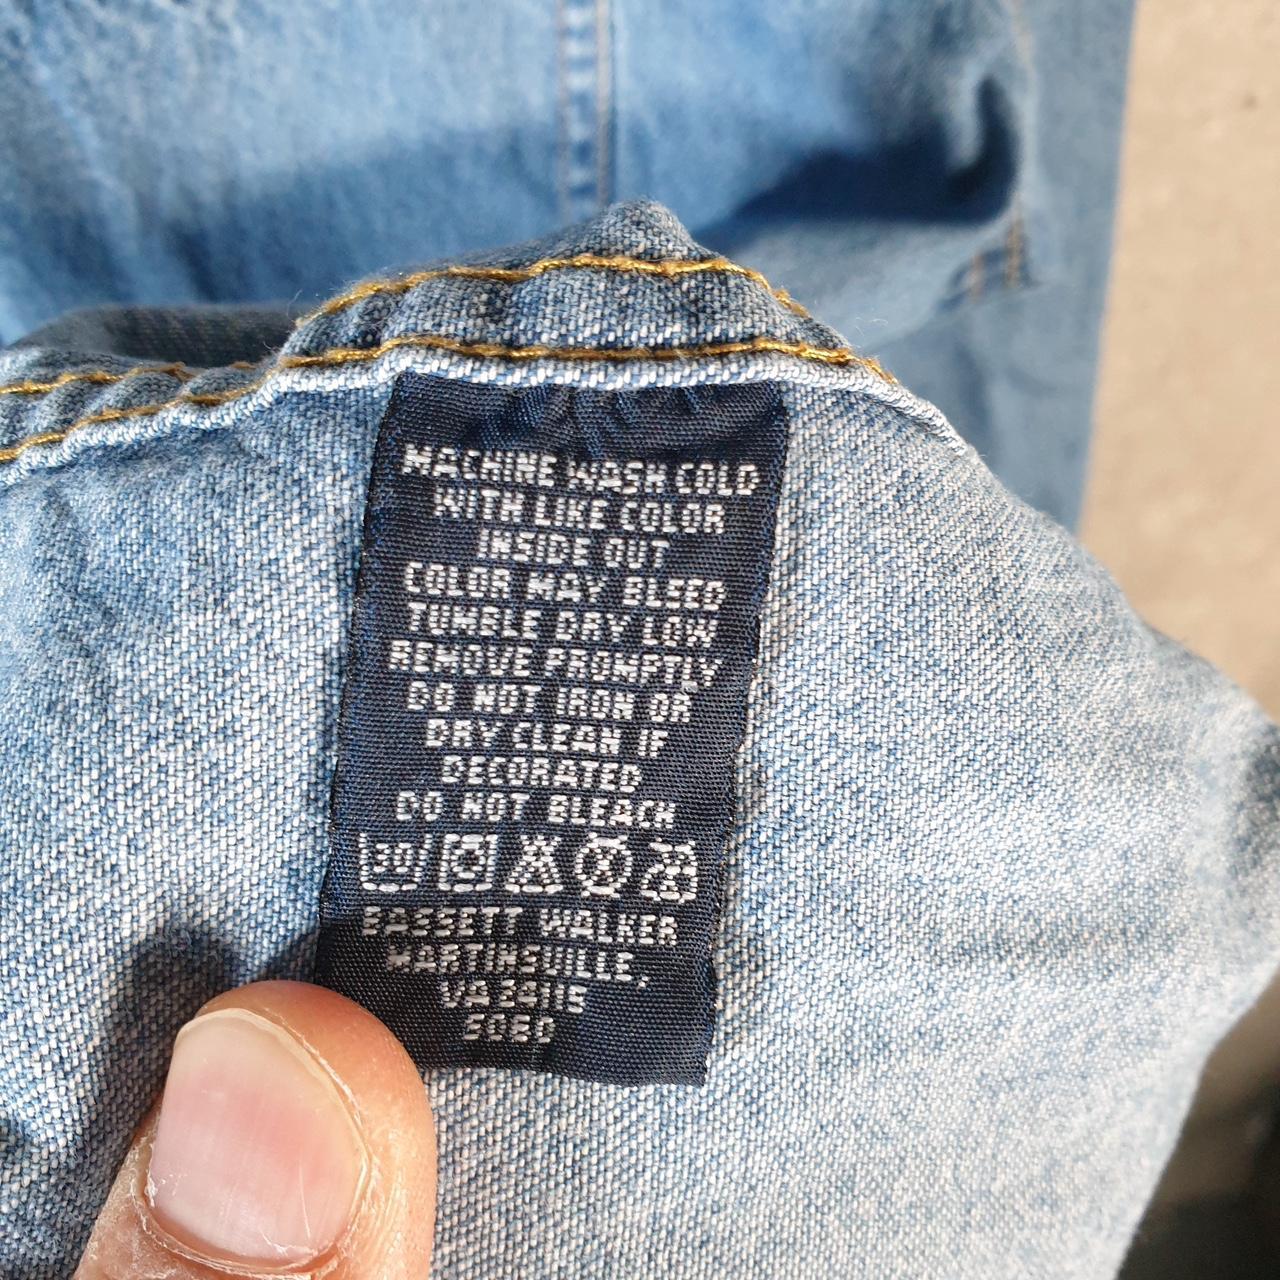 MACHINE WASH COLD
WITH LIKE COLOR
INSIDE OUT
COLOR MAY BLEED
TUMBLE DRY LOW
REMOVE PROMPTLY
DO NOT IRON OR
DRY CLEAN IF
DECORATED
DO NOT BLEACH
30
BASSETT WALKER
MARTINSVILLE,
VA 24115